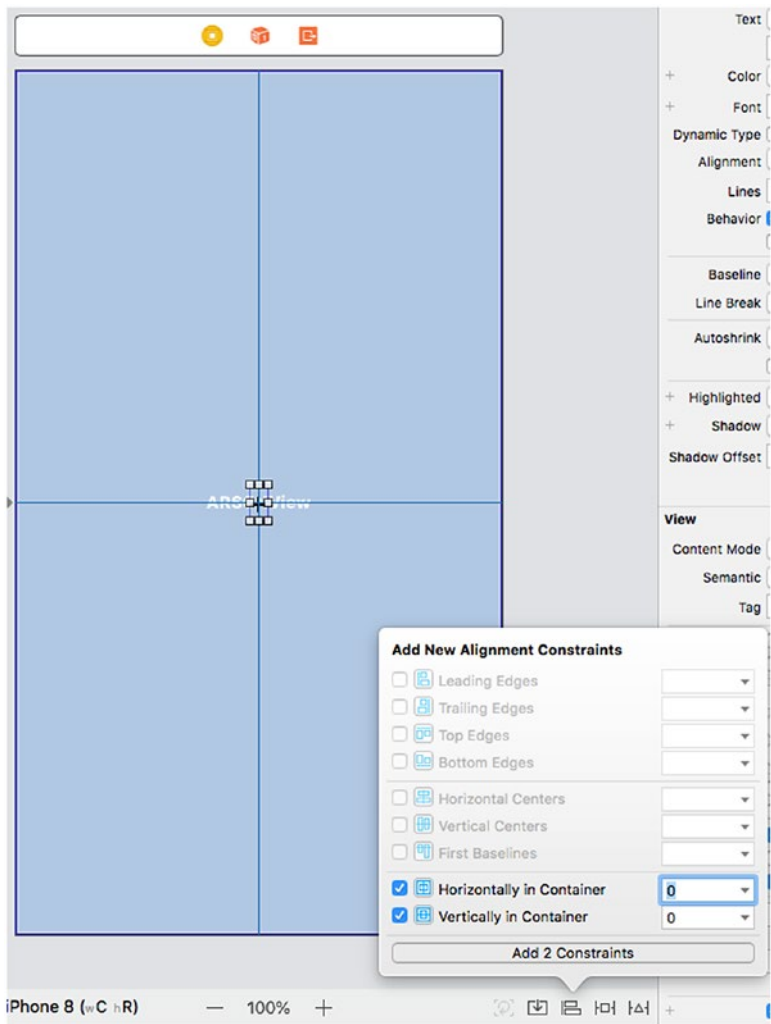 Text
Color
Font
Dynamic Type
Alignment
Lines
Behavior
Baseline
Line Break
Autoshrink
Highlighted
Shadow
Shadow Offset
ARS + View
View
Content Mode
Semantic
Tag
Add New Alignment Constraints
Leading Edges
Trailing Edges
Top Edges
Bottom Edges
Horizontal Centers
Vertical Centers
First Baselines
Horizontally in Container 0
Vertically in Container 0
Add 2 Constraints
iPhone 8 (wC hR) — 100% +